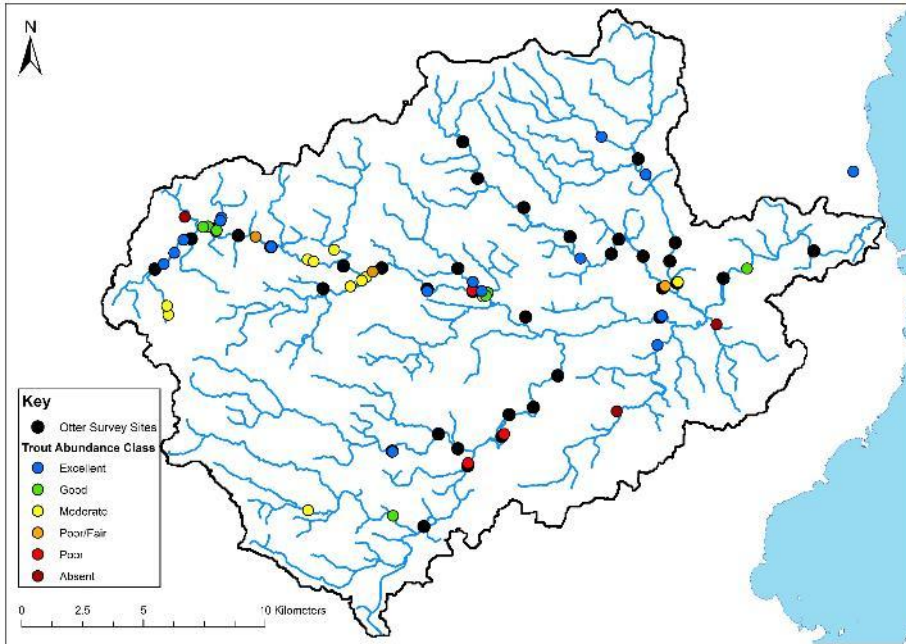 N
Key
Otter Survey Sites
Trout Abundance Class
Excellent
Good
Moderate
Poor/Fair
Poor
Absent
0 2.5 5 10 Kilometers